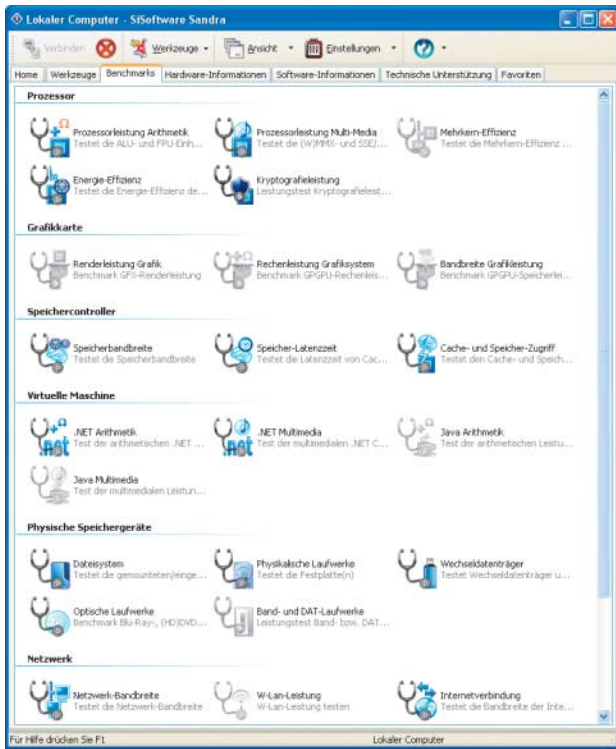 Lokaler Computer - SiSoftware Sandra
Verbinden Werkzeuge Ansicht Einstellungen
Home Werkzeuge Benchmarks Hardware-Informationen Software-Informationen Technische Unterstützung Favoriten
Prozessor
Prozessorleistung Arithmetik
Testet die ALU- und FPU-Einh...
Prozessorleistung Multi-Media
Testet die (W)MMX- und SSE/...
Mehrkern-Effizienz
Testet die Mehrkern-Effizienz ...
Energie-Effizienz
Testet die Energie-Effizienz de...
Kryptografieleistung
Leistungstest Kryptografieleist...
Grafikkarte
Renderleistung Grafik
Benchmark GFX-Renderleistung
Rechenleistung Grafiksystem
Benchmark GPGPU-Rechenleis...
Bandbreite Grafikleistung
Benchmark GPGPU-Speicherlei...
Speichercontroller
Speicherbandbreite
Testet die Speicherbandbreite
Speicher-Latenzzeit
Testet die Latenzzeit von Cac...
Cache- und Speicher-Zugriff
Testet den Cache- und Speich...
Virtuelle Maschine
.NET Arithmetik
Test der arithmetischen .NET ...
.NET Multimedia
Test der multimedialen .NET C...
Java Arithmetik
Test der arithmetischen Leistu...
Java Multimedia
Test der multimedialen Leistun...
Physische Speichergeräte
Dateisystem
Testet die gemounteten/einge...
Physikalische Laufwerke
Testet die Festplatte(n)
Wechseldatenträger
Testet Wechseldatenträger u...
Optische Laufwerke
Benchmark Blu-Ray-, (HD)DVD...
Band- und DAT-Laufwerke
Leistungstest Band- bzw. DAT...
Netzwerk
Netzwerk-Bandbreite
Testet die Netzwerk-Bandbreite
W-Lan-Leistung
W-Lan-Leistung testen
Internetverbindung
Testet die Bandbreite der Inte...
Für Hilfe drücken Sie F1
Lokaler Computer